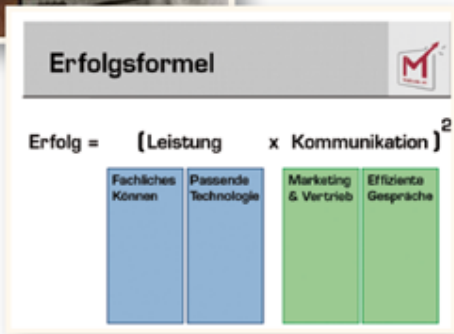 Erfolgsformel
Erfolg = (Leistung x Kommunikation)²
Fachliches Passende Marketing Effiziente
Können Technologie & Vertrieb Gespräche